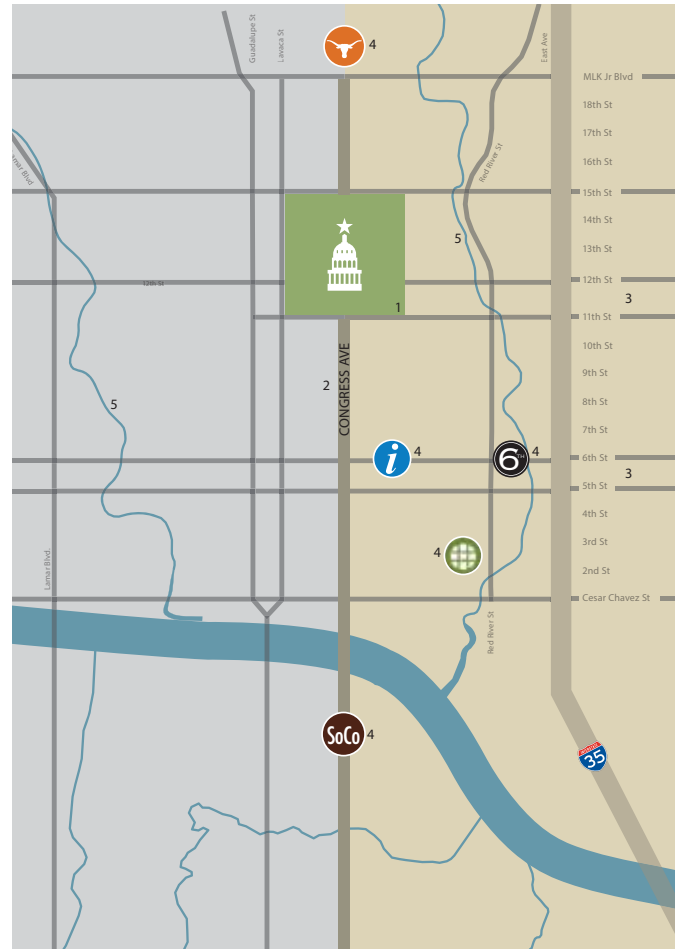 Guadalupe St
Lavaca St
4
East Ave
MLK Jr Blvd
18th St
17th St
16th St
Red River St
15th St
14th St
5
13th St
12th St
12th St
3
1
11th St
CONGRESS AVE
2
10th St
9th St
8th St
5
7th St
i
4
6TH
4
6th St
3
5th St
4th St
4
3rd St
2nd St
Lamar Blvd.
Cesar Chavez St
Red River St
SoCo
4
35